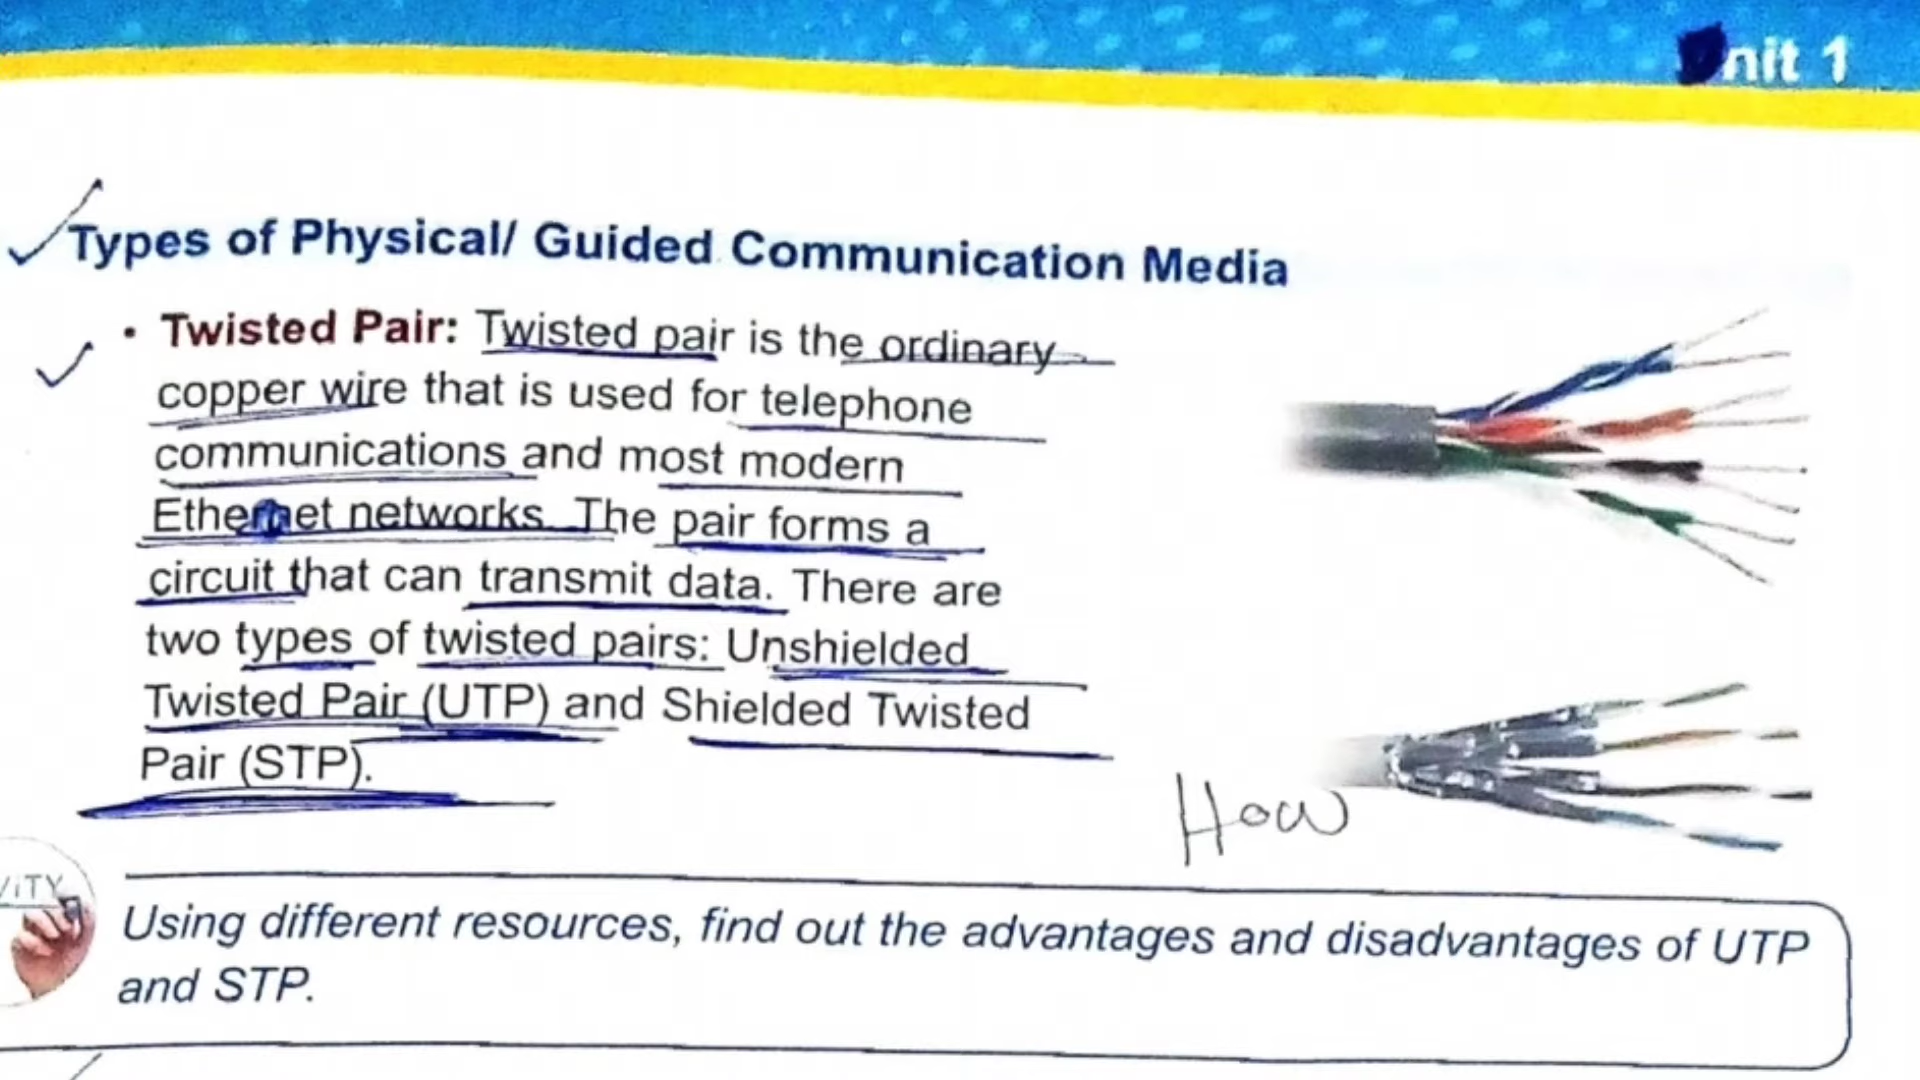 nit 1
Types of Physical/ Guided Communication Media
• Twisted Pair: Twisted pair is the ordinary
copper wire that is used for telephone
communications and most modern
Ethernet networks. The pair forms a
circuit that can transmit data. There are
two types of twisted pairs: Unshielded
Twisted Pair (UTP) and Shielded Twisted
Pair (STP).
How
ViTY
Using different resources, find out the advantages and disadvantages of UTP
and STP.